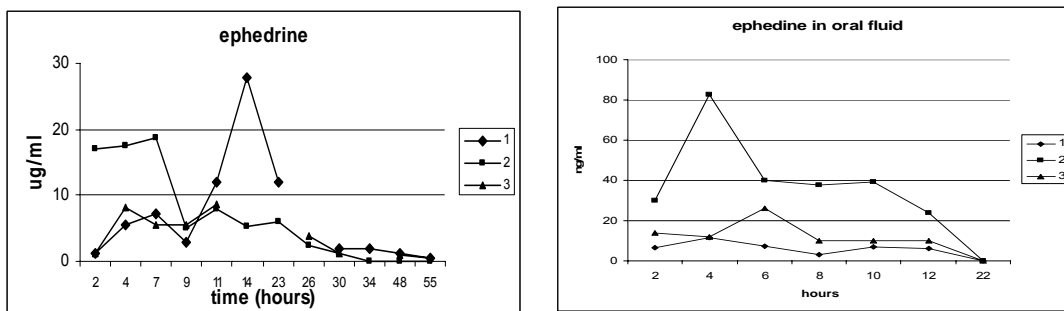 ephedrine
30
20
10
0
ug/ml
2 4 7 9 11 14 23 26 30 34 48 55
time (hours)
1
2
3
ephedine in oral fluid
100
80
60
40
20
0
ng/ml
2 4 6 8 10 12 22
hours
1
2
3